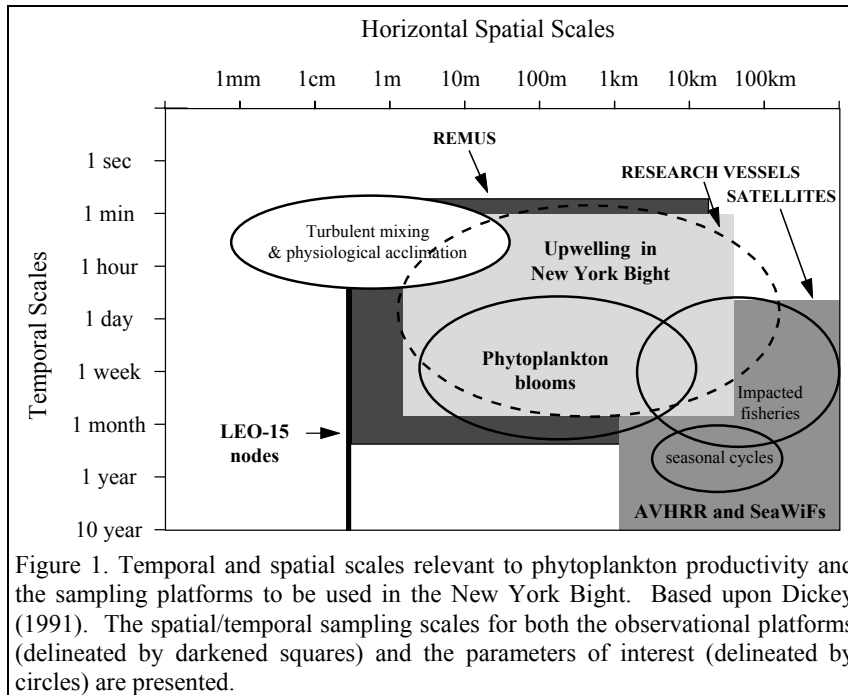 Horizontal Spatial Scales
1mm 1cm 1m 10m 100m 1km 10km 100km
Temporal Scales
1 sec
1 min
1 hour
1 day
1 week
1 month
1 year
10 year
REMUS
RESEARCH VESSELS
SATELLITES
Turbulent mixing
& physiological acclimation
Upwelling in
New York Bight
Phytoplankton
blooms
Impacted
fisheries
LEO-15
nodes
seasonal cycles
AVHRR and SeaWiFs
Figure 1. Temporal and spatial scales relevant to phytoplankton productivity and
the sampling platforms to be used in the New York Bight. Based upon Dickey
(1991). The spatial/temporal sampling scales for both the observational platforms
(delineated by darkened squares) and the parameters of interest (delineated by
circles) are presented.